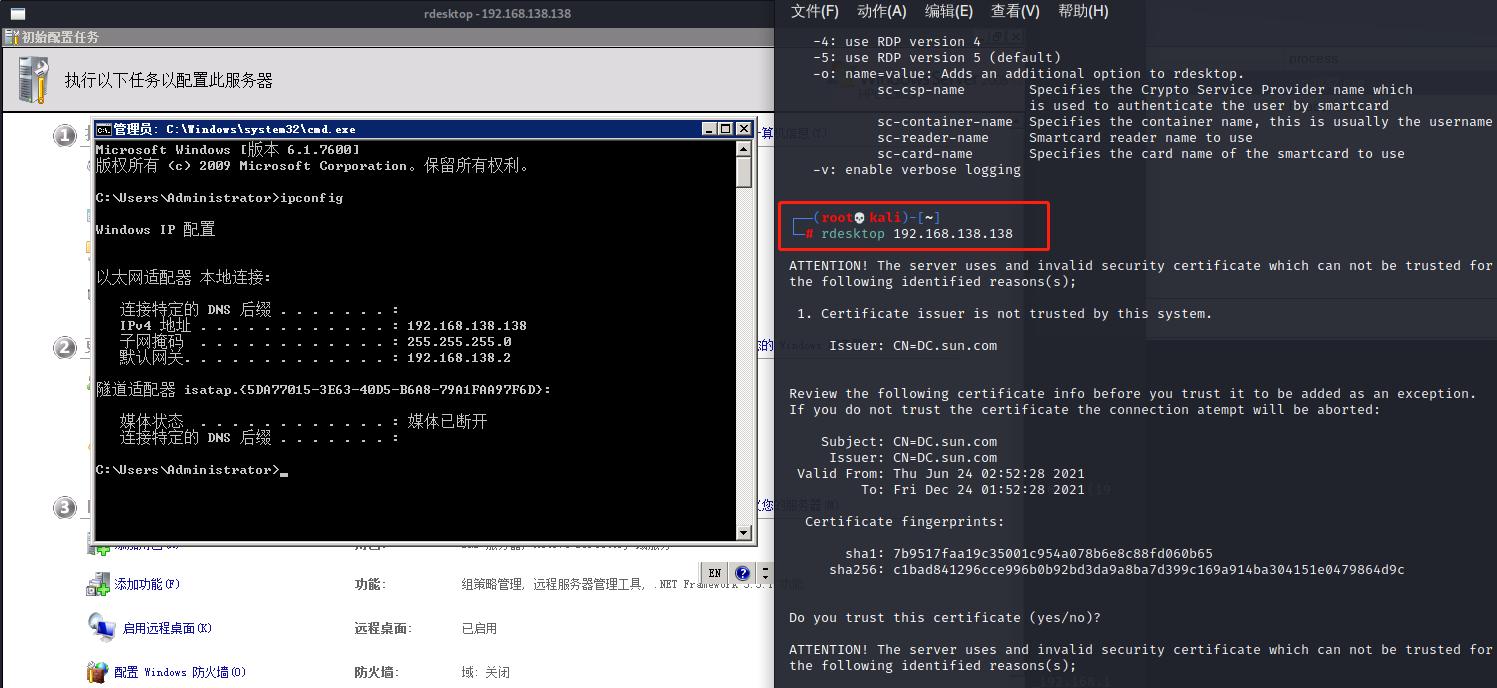 rdesktop - 192.168.138.138
初始配置任务
执行以下任务以配置此服务器
1
管理员: C:\Windows\system32\cmd.exe
Microsoft Windows [版本 6.1.7600]
版权所有 (c) 2009 Microsoft Corporation。保留所有权利。
C:\Users\Administrator>ipconfig
Windows IP 配置
以太网适配器 本地连接:
连接特定的 DNS 后缀 . . . . . . . :
IPv4 地址 . . . . . . . . . . . . : 192.168.138.138
子网掩码 . . . . . . . . . . . . : 255.255.255.0
默认网关. . . . . . . . . . . . . : 192.168.138.2
隧道适配器 isatap.{5DA77015-3E63-40D5-B6A8-79A1FAA97F6D}:
媒体状态 . . . . . . . . . . . . : 媒体已断开
连接特定的 DNS 后缀 . . . . . . . :
C:\Users\Administrator>_
2
3
EN
添加功能(F)
功能:
组策略管理, 远程服务器管理工具, .NET Framework 3.5.1 功能
启用远程桌面(K)
远程桌面:
已启用
配置 Windows 防火墙(O)
防火墙:
域: 关闭
文件(F) 动作(A) 编辑(E) 查看(V) 帮助(H)
-4: use RDP version 4
-5: use RDP version 5 (default)
-o: name=value: Adds an additional option to rdesktop.
sc-csp-name Specifies the Crypto Service Provider name which
is used to authenticate the user by smartcard
sc-container-name Specifies the container name, this is usually the username
sc-reader-name Smartcard reader name to use
sc-card-name Specifies the card name of the smartcard to use
-v: enable verbose logging
┌──(root💀kali)-[~]
└─# rdesktop 192.168.138.138
ATTENTION! The server uses and invalid security certificate which can not be trusted for
the following identified reasons(s);
1. Certificate issuer is not trusted by this system.
Issuer: CN=DC.sun.com
Review the following certificate info before you trust it to be added as an exception.
If you do not trust the certificate the connection atempt will be aborted:
Subject: CN=DC.sun.com
Issuer: CN=DC.sun.com
Valid From: Thu Jun 24 02:52:28 2021
To: Fri Dec 24 01:52:28 2021
Certificate fingerprints:
sha1: 7b9517faa19c35001c954a078b6e8c88fd060b65
sha256: c1bad841296cce996b0b92bd3da9a8ba7d399c169a914ba304151e0479864d9c
Do you trust this certificate (yes/no)?
ATTENTION! The server uses and invalid security certificate which can not be trusted for
the following identified reasons(s);